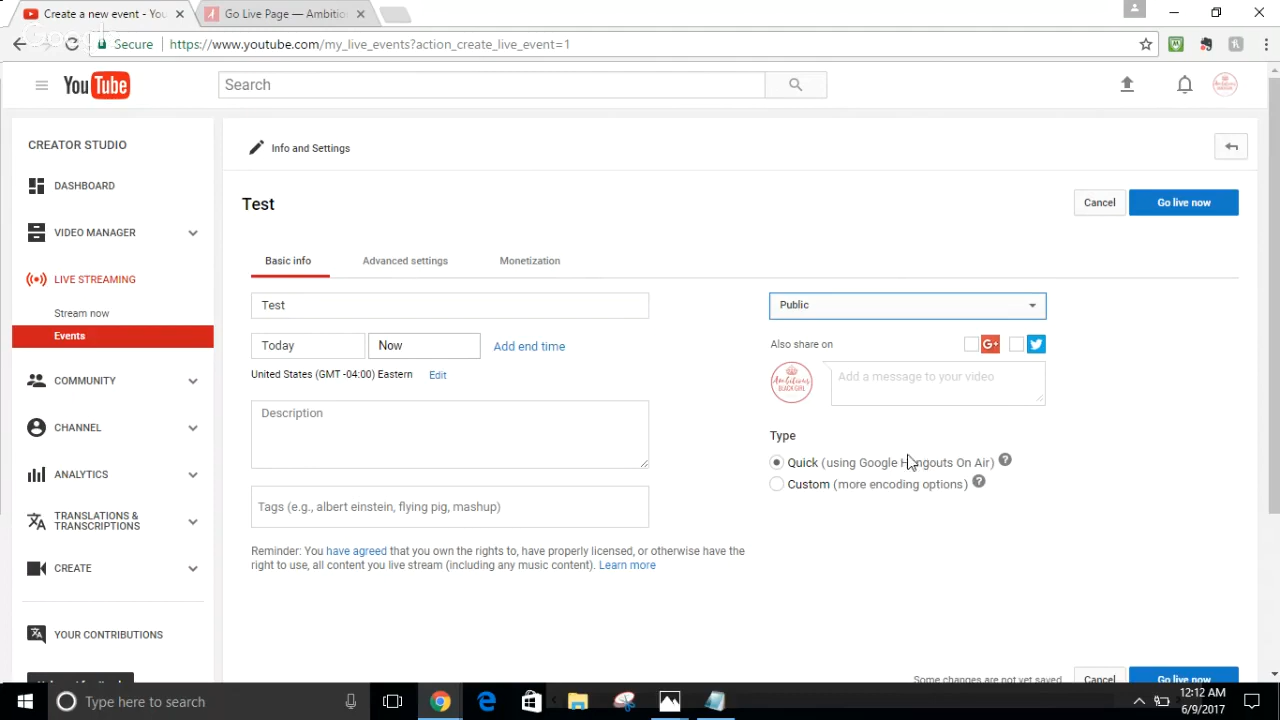 Create a new event - You
Go Live Page — Ambition
Google
Secure
https://www.youtube.com/my_live_events?action_create_live_event=1
YouTube
Search
CREATOR STUDIO
DASHBOARD
VIDEO MANAGER
LIVE STREAMING
Stream now
Events
COMMUNITY
CHANNEL
ANALYTICS
TRANSLATIONS &
TRANSCRIPTIONS
CREATE
YOUR CONTRIBUTIONS
Info and Settings
Test
Cancel
Go live now
Basic info
Advanced settings
Monetization
Test
Today
Now
Add end time
United States (GMT -04:00) Eastern
Edit
Description
Tags (e.g., albert einstein, flying pig, mashup)
Reminder: You have agreed that you own the rights to, have properly licensed, or otherwise have the
right to use, all content you live stream (including any music content). Learn more
Public
Also share on
G+
Ambitious
BLACK GIRL
Add a message to your video
Type
Quick (using Google Hangouts On Air)
Custom (more encoding options)
Some changes are not yet saved.
Cancel
Go live now
Type here to search
12:12 AM
6/9/2017